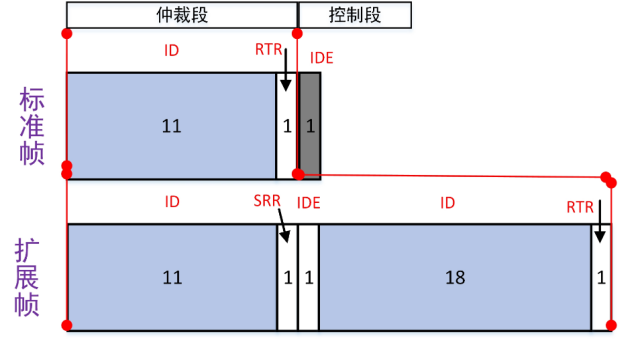 仲裁段 控制段
ID RTR IDE
标准帧
11 1 1
ID SRR IDE ID RTR
扩展帧
11 1 1 18 1